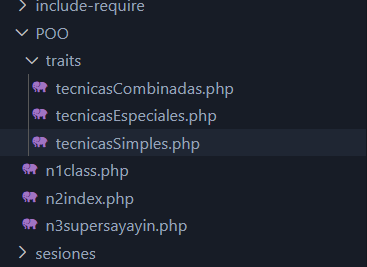 include-require
POO
traits
tecnicasCombinadas.php
tecnicasEspeciales.php
tecnicasSimples.php
n1class.php
n2index.php
n3supersayayin.php
sesiones